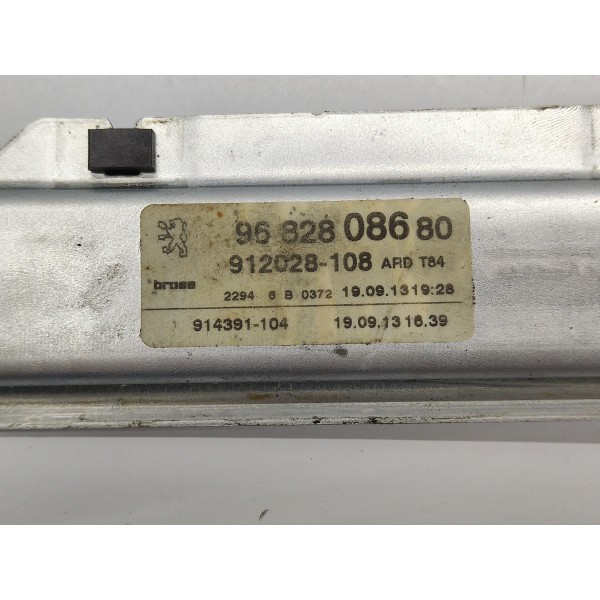 96 828 086 80
912028-108 ARD T84
brose
2294 6 B 0372 19.09.13 19:28
914391-104 19.09.13 16.39